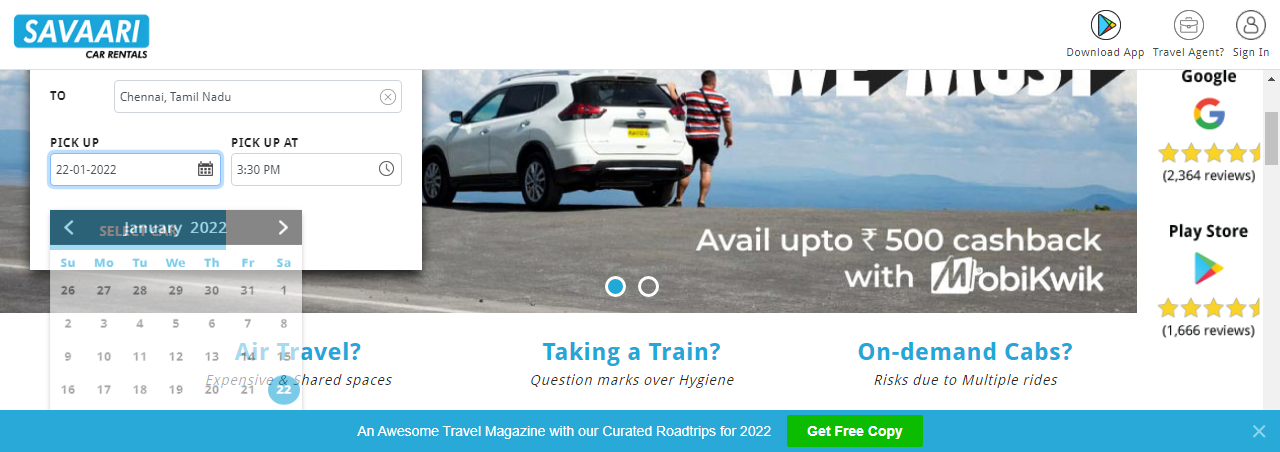 SAVAARI
CAR RENTALS
Download App
Travel Agent?
Sign In
TO
Chennai, Tamil Nadu
PICK UP
PICK UP AT
22-01-2022
3:30 PM
SELECT CAR
January 2022
Su Mo Tu We Th Fr Sa
26 27 28 29 30 31 1
2 3 4 5 6 7 8
9 10 11 12 13 14 15
16 17 18 19 20 21 22
WE MUST
Avail upto ₹ 500 cashback
with MobiKwik
Google
(2,364 reviews)
Play Store
(1,666 reviews)
Air Travel?
Expensive & Shared spaces
Taking a Train?
Question marks over Hygiene
On-demand Cabs?
Risks due to Multiple rides
An Awesome Travel Magazine with our Curated Roadtrips for 2022
Get Free Copy